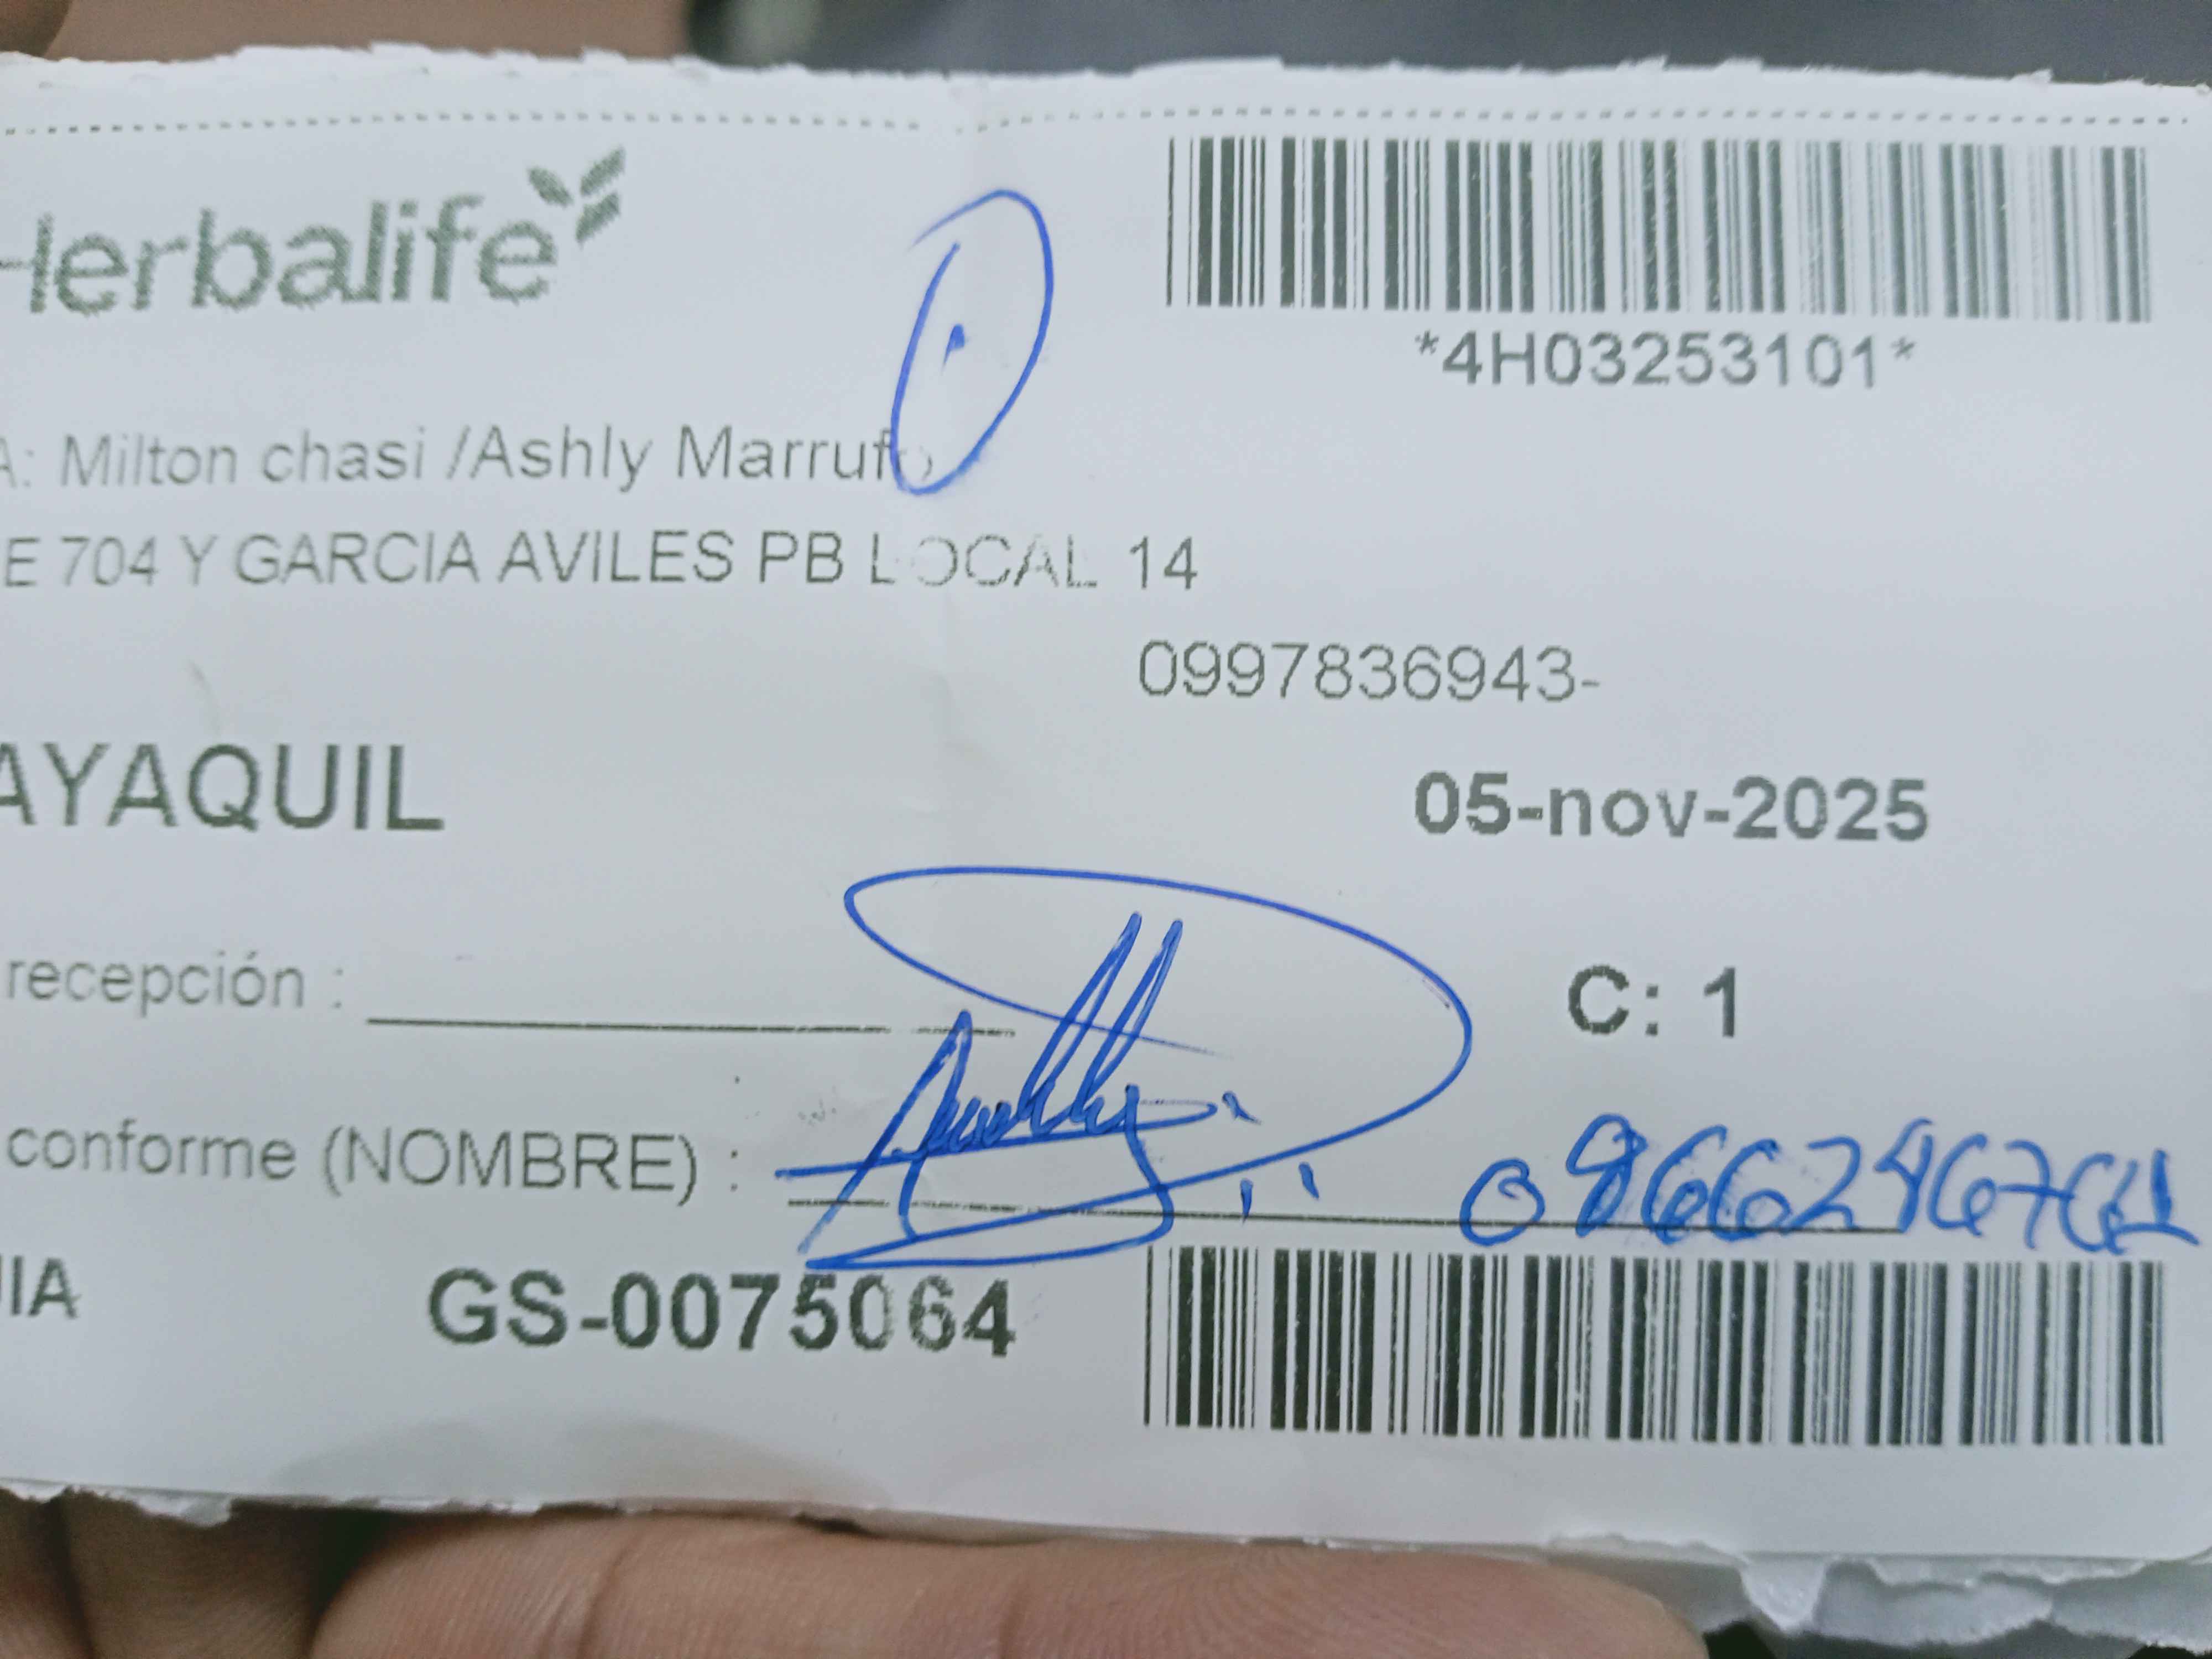 Herbalife
*4H03253101*
A: Milton chasi /Ashly Marrufo
E 704 Y GARCIA AVILES PB LOCAL 14
0997836943-
AYAQUIL
05-nov-2025
recepción :
C: 1
conforme (NOMBRE) :
IA
GS-0075064